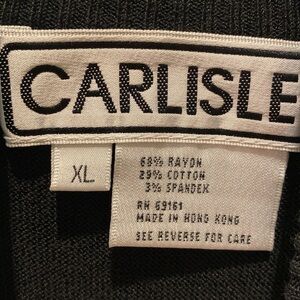 CARLISLE
XL
68% RAYON
29% COTTON
3% SPANDEX
RN 69161
MADE IN HONG KONG
SEE REVERSE FOR CARE